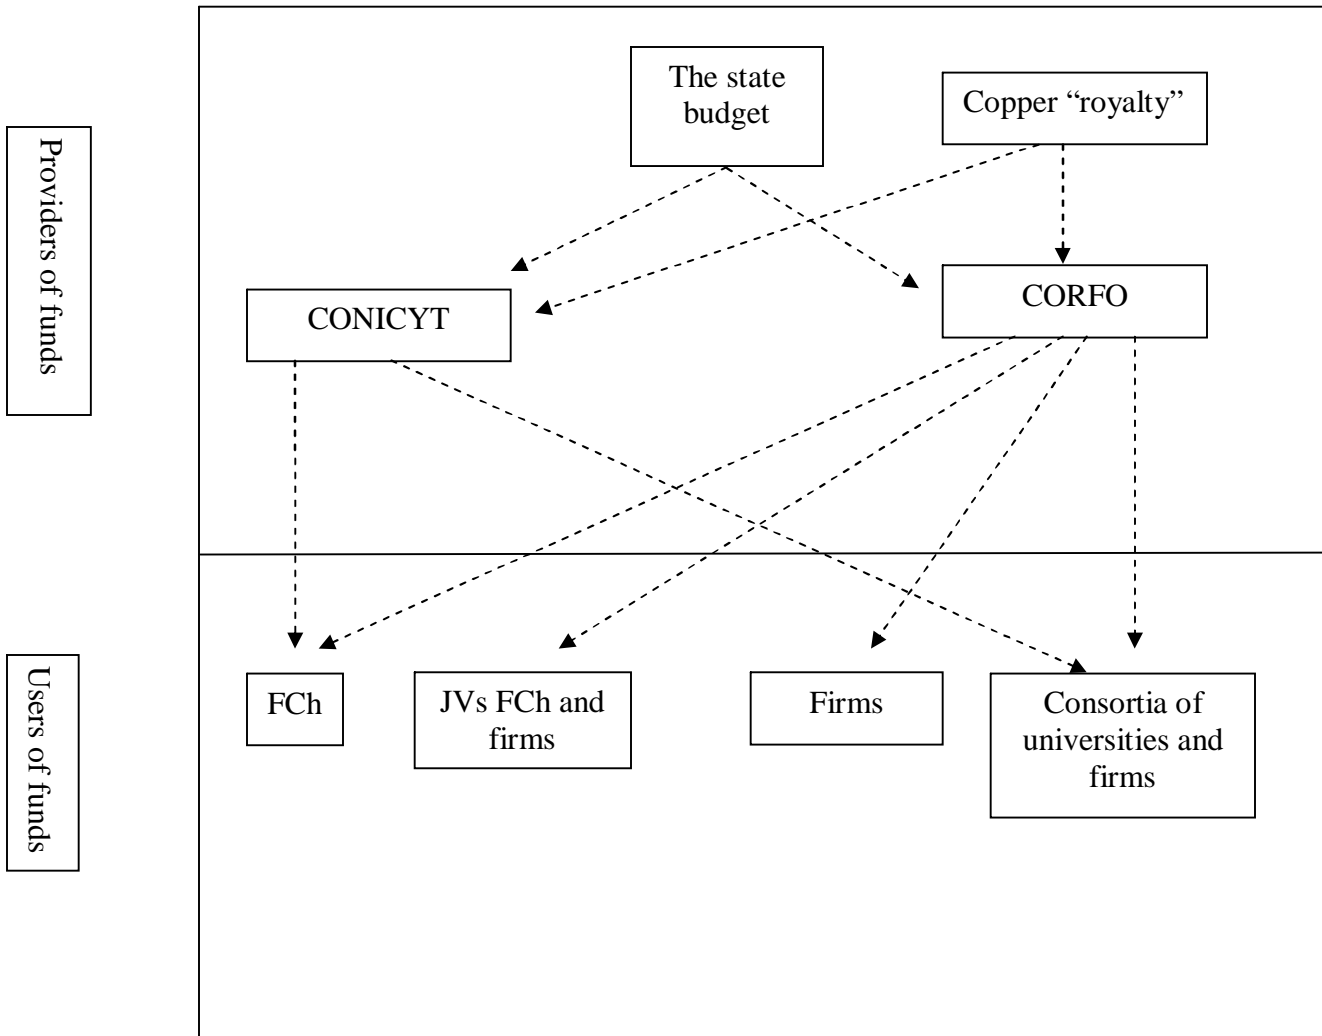 The state
budget
Copper “royalty”
Providers of funds
CONICYT
CORFO
Users of funds
FCh
JVs FCh and
firms
Firms
Consortia of
universities and
firms